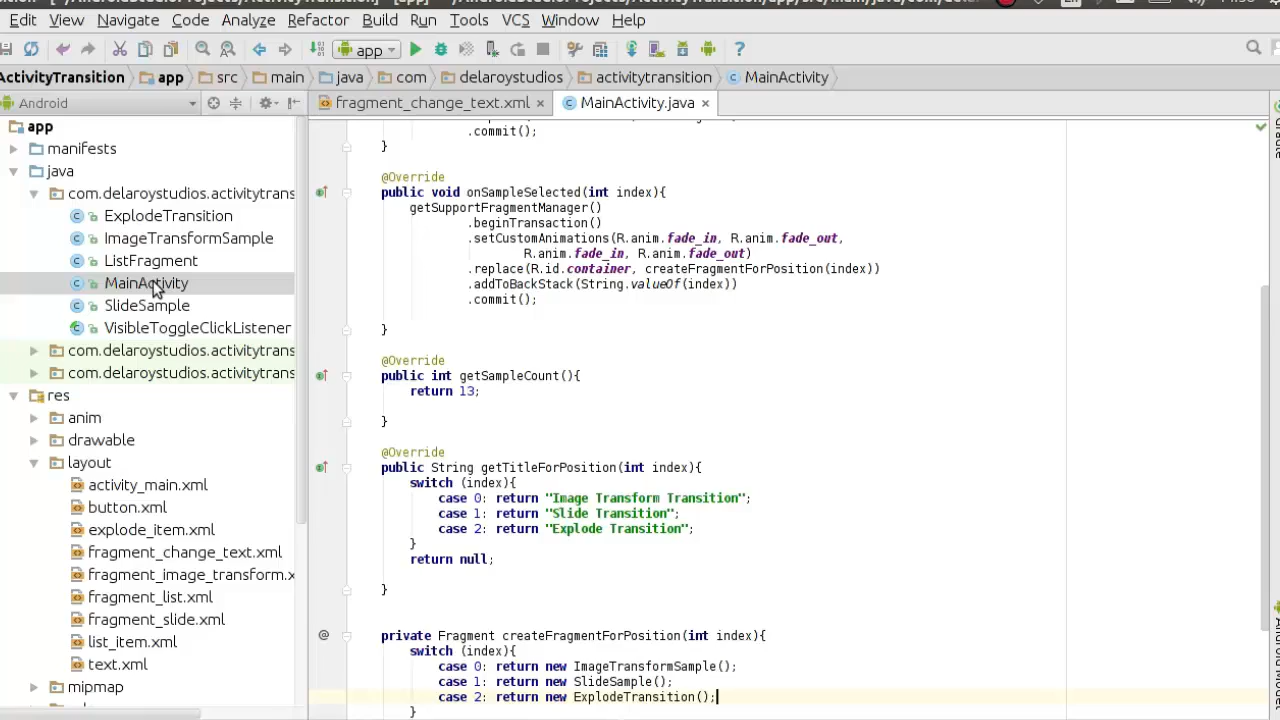 Edit View Navigate Code Analyze Refactor Build Run Tools VCS Window Help
app
ActivityTransition app src main java com delaroystudios activitytransition MainActivity
Android
fragment_change_text.xml MainActivity.java
app
manifests
java
com.delaroystudios.activitytrans
ExplodeTransition
ImageTransformSample
ListFragment
MainActivity
SlideSample
VisibleToggleClickListener
com.delaroystudios.activitytrans
com.delaroystudios.activitytrans
res
anim
drawable
layout
activity_main.xml
button.xml
explode_item.xml
fragment_change_text.xml
fragment_image_transform.x
fragment_list.xml
fragment_slide.xml
list_item.xml
text.xml
mipmap
.commit();
}
@Override
public void onSampleSelected(int index){
getSupportFragmentManager()
.beginTransaction()
.setCustomAnimations(R.anim.fade_in, R.anim.fade_out,
R.anim.fade_in, R.anim.fade_out)
.replace(R.id.container, createFragmentForPosition(index))
.addToBackStack(String.valueOf(index))
.commit();
}
@Override
public int getSampleCount(){
return 13;
}
@Override
public String getTitleForPosition(int index){
switch (index){
case 0: return "Image Transform Transition";
case 1: return "Slide Transition";
case 2: return "Explode Transition";
}
return null;
}
private Fragment createFragmentForPosition(int index){
switch (index){
case 0: return new ImageTransformSample();
case 1: return new SlideSample();
case 2: return new ExplodeTransition();
}